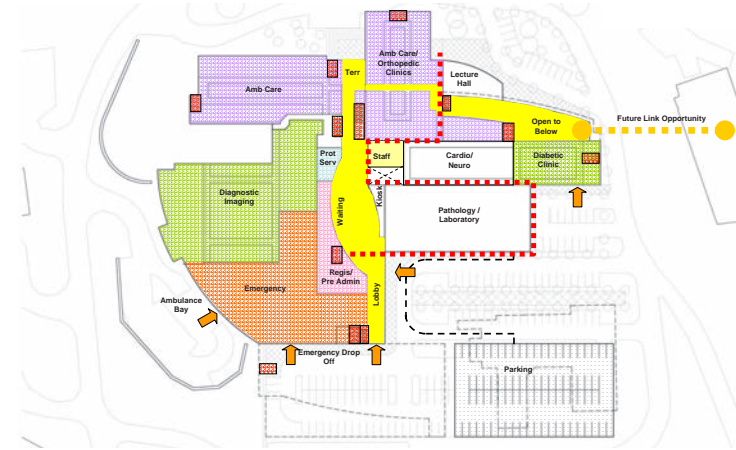 Amb Care/
Orthopedic
Clinics
Terr
Lecture
Hall
Amb Care
Open to
Below
Future Link Opportunity
Prot
Serv
Staff
Cardio/
Neuro
Diabetic
Clinic
Diagnostic
Imaging
Kiosk
Waiting
Pathology /
Laboratory
Regis/
Pre Admin
Emergency
Lobby
Ambulance
Bay
Emergency Drop
Off
Parking